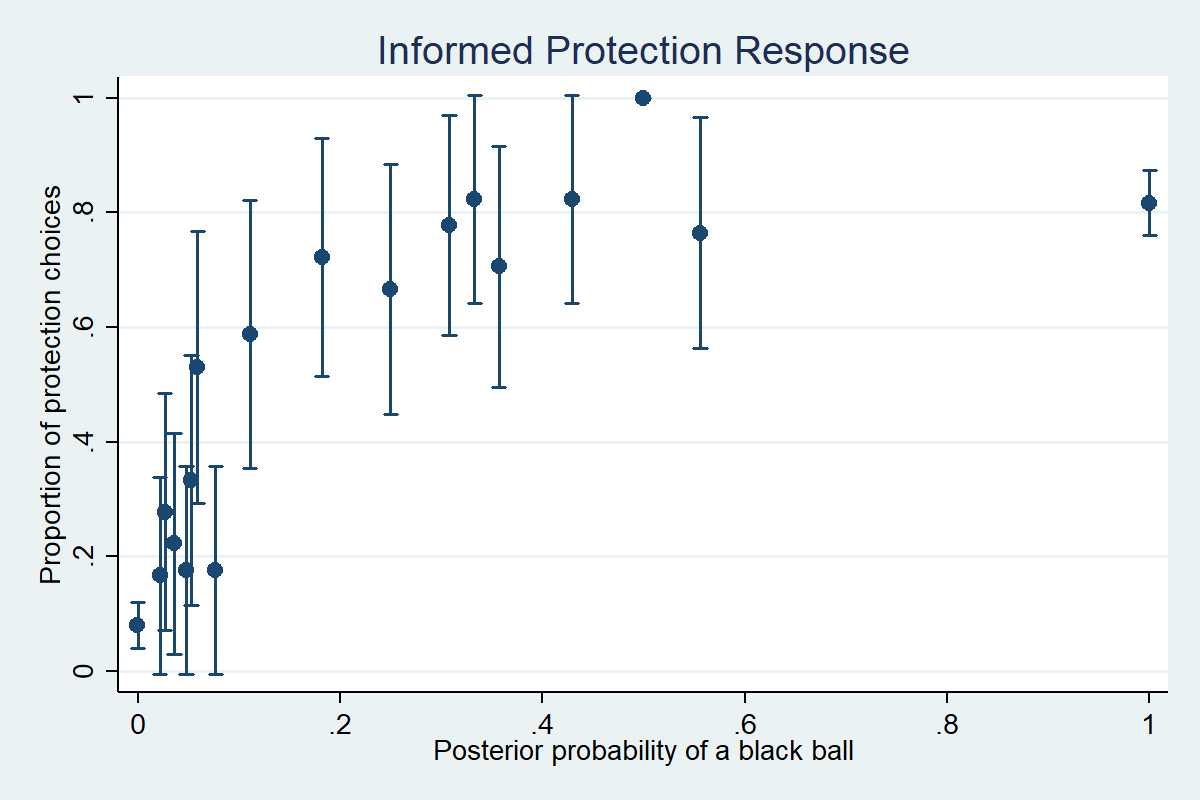 Informed Protection Response
Proportion of protection choices
1
.8
.6
.4
.2
0
0 .2 .4 .6 .8 1
Posterior probability of a black ball